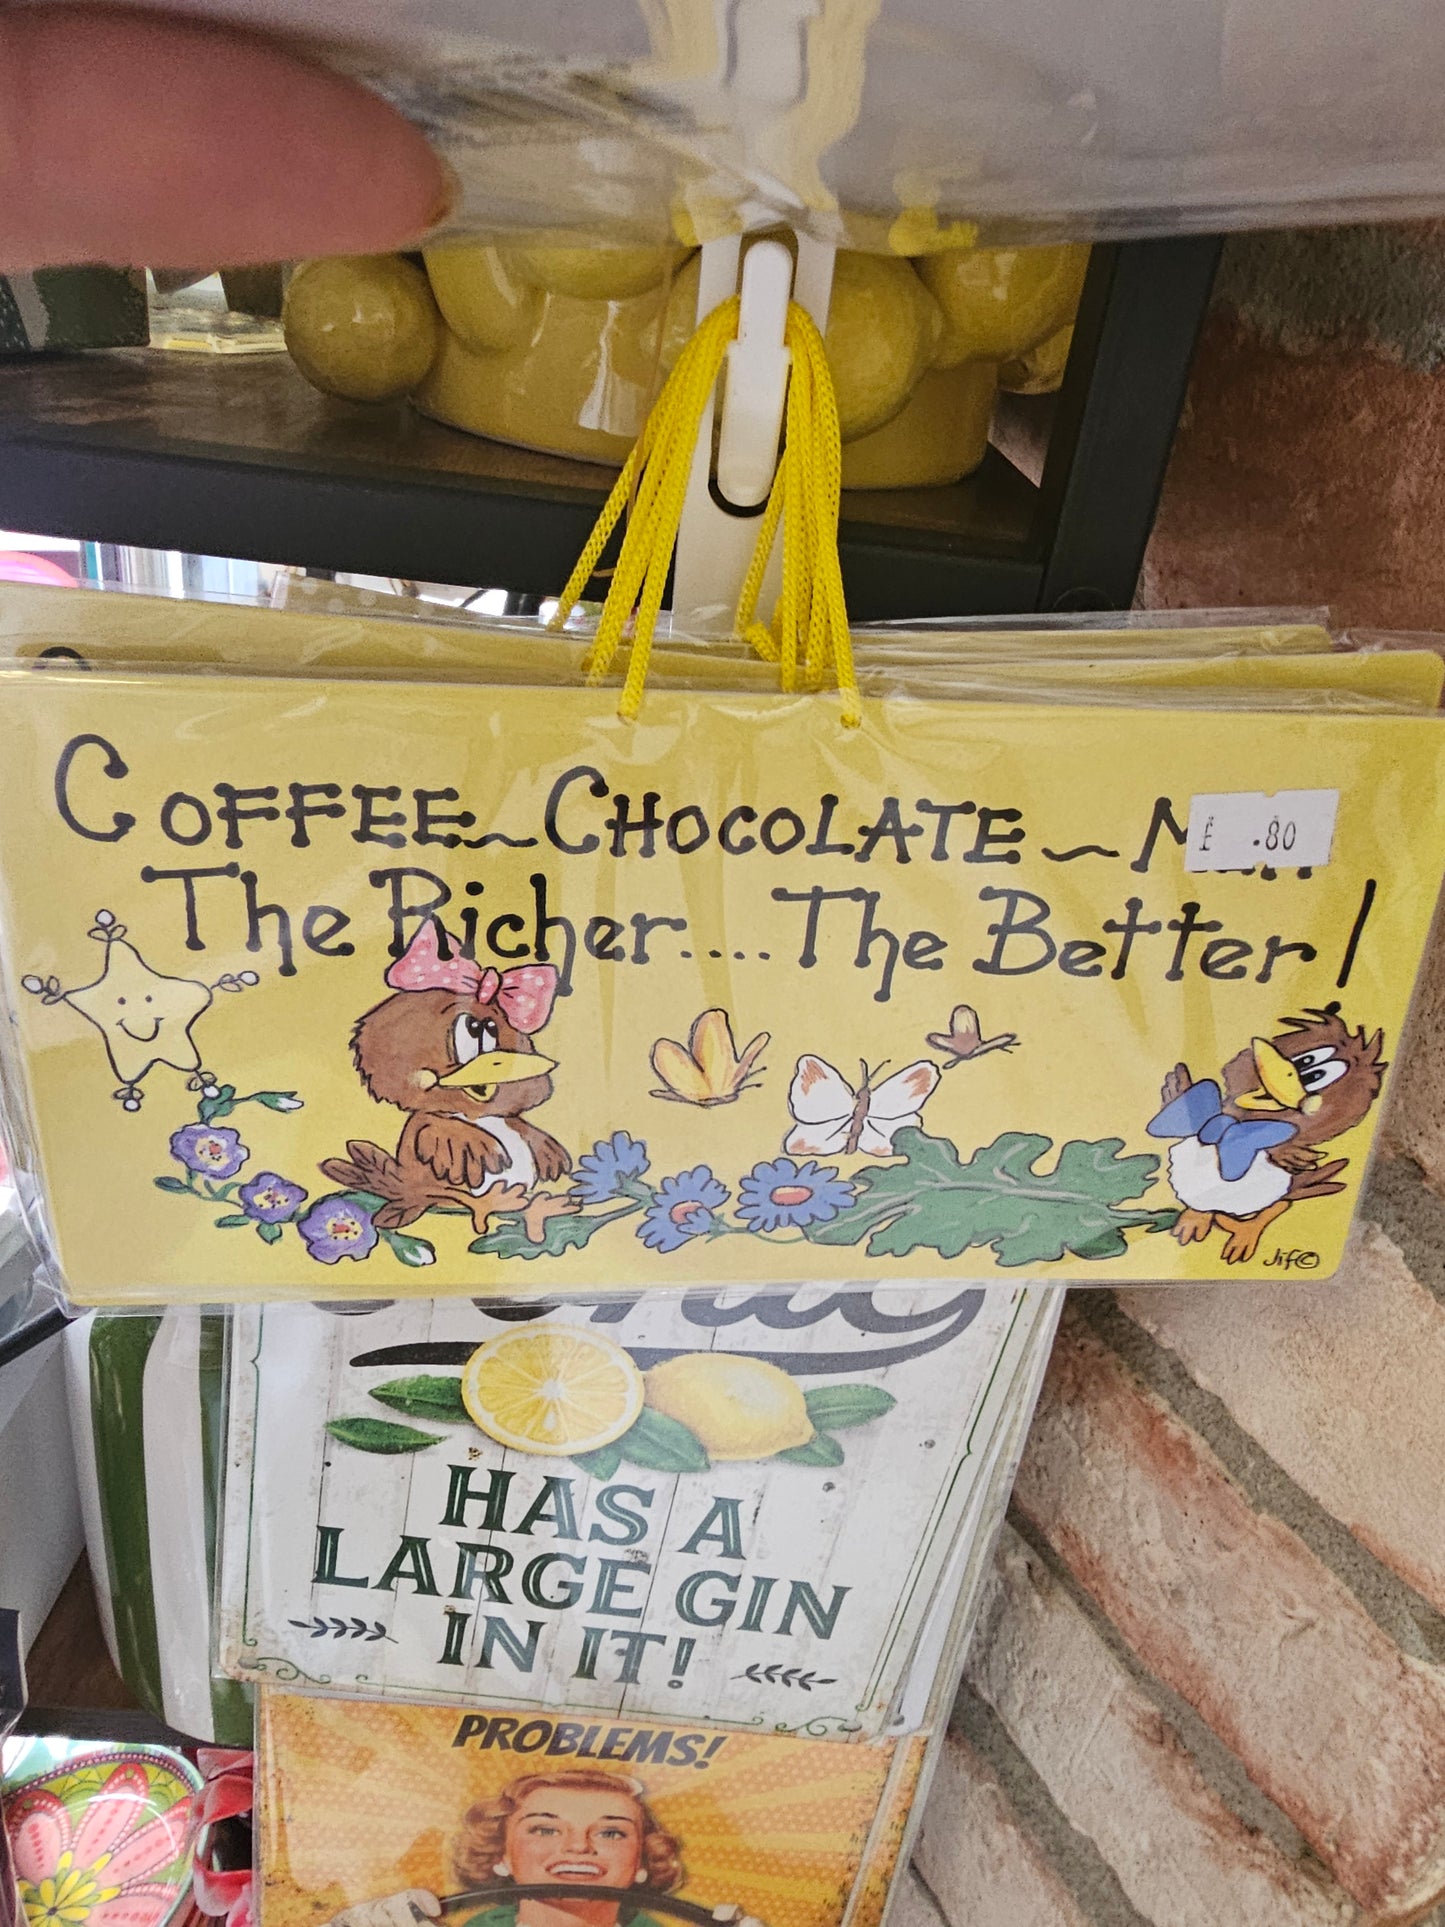 COFFEE~CHOCOLATE~
£ .80
The Richer....The Better!
Jif©
HAS A
LARGE GIN
IN IT!
PROBLEMS!